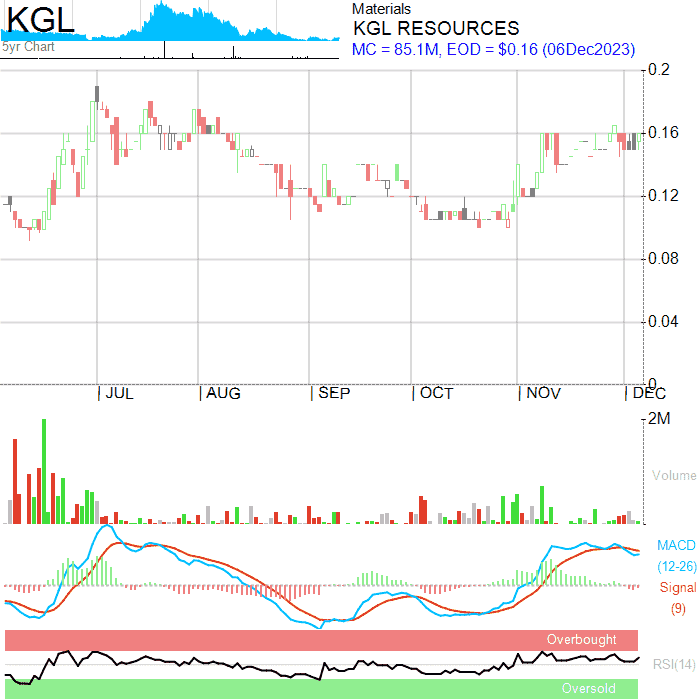 KGL
5yr Chart
Materials
KGL RESOURCES
MC = 85.1M, EOD = $0.16 (06Dec2023)
0.2
0.16
0.12
0.08
0.04
0
JUL AUG SEP OCT NOV DEC
2M
Volume
MACD
(12-26)
Signal
(9)
Overbought
RSI(14)
Oversold